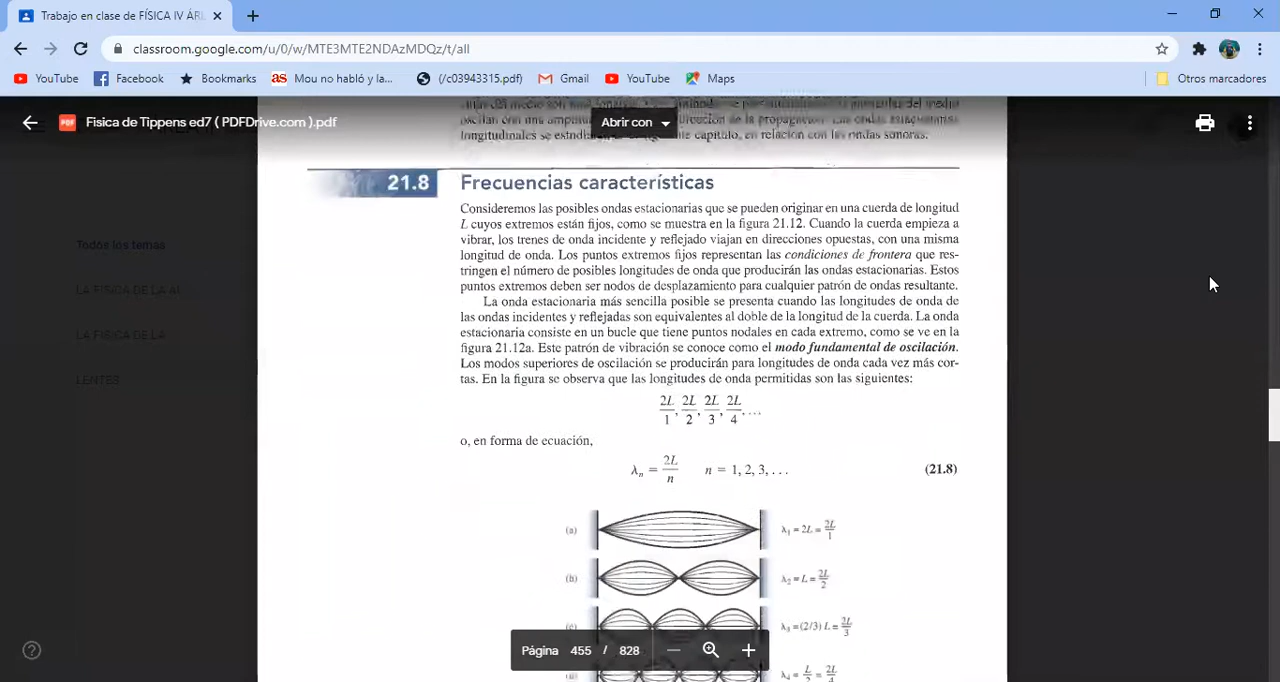 Trabajo en clase de FÍSICA IV ÁRE
classroom.google.com/u/0/w/MTE3MTE2NDAzMDQz/t/all
YouTube Facebook Bookmarks Mou no habló y la... (/c03943315.pdf) Gmail YouTube Maps Otros marcadores
Fisica de Tippens ed7 ( PDFDrive.com ).pdf
Abrir con
longitudinales se estudia capítulo, en relación con las ondas sonoras.
Todos los temas
LA FÍSICA DE LA
LENTES
21.8 Frecuencias características
Consideremos las posibles ondas estacionarias que se pueden originar en una cuerda de longitud
L cuyos extremos están fijos, como se muestra en la figura 21.12. Cuando la cuerda empieza a
vibrar, los trenes de onda incidente y reflejado viajan en direcciones opuestas, con una misma
longitud de onda. Los puntos extremos fijos representan las condiciones de frontera que res-
tringen el número de posibles longitudes de onda que producirán las ondas estacionarias. Estos
puntos extremos deben ser nodos de desplazamiento para cualquier patrón de ondas resultante.
La onda estacionaria más sencilla posible se presenta cuando las longitudes de onda de
las ondas incidentes y reflejadas son equivalentes al doble de la longitud de la cuerda. La onda
estacionaria consiste en un bucle que tiene puntos nodales en cada extremo, como se ve en la
figura 21.12a. Este patrón de vibración se conoce como el modo fundamental de oscilación.
Los modos superiores de oscilación se producirán para longitudes de onda cada vez más cor-
tas. En la figura se observa que las longitudes de onda permitidas son las siguientes:
2L/1, 2L/2, 2L/3, 2L/4, ...
o, en forma de ecuación,
λn = 2L/n n = 1, 2, 3, . . . (21.8)
(a) λ1 = 2L = 2L/1
(b) λ2 = L = 2L/2
(c) λ3 = (2/3) L = 2L/3
Página 455 / 828